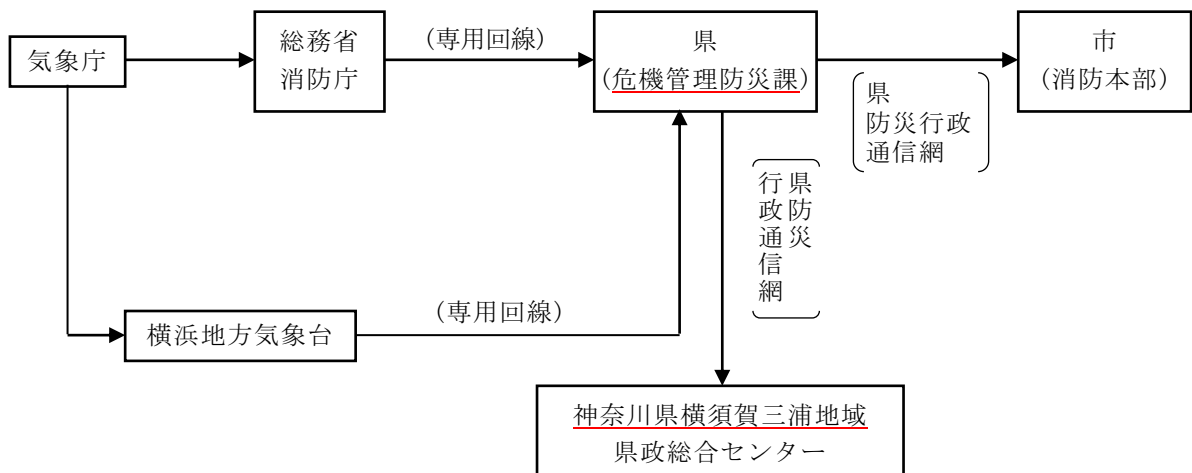 気象庁
総務省
消防庁
(専用回線)
県
(危機管理防災課)
市
(消防本部)
県
防災行政
通信網
県防災
行政通信網
横浜地方気象台
(専用回線)
神奈川県横須賀三浦地域
県政総合センター